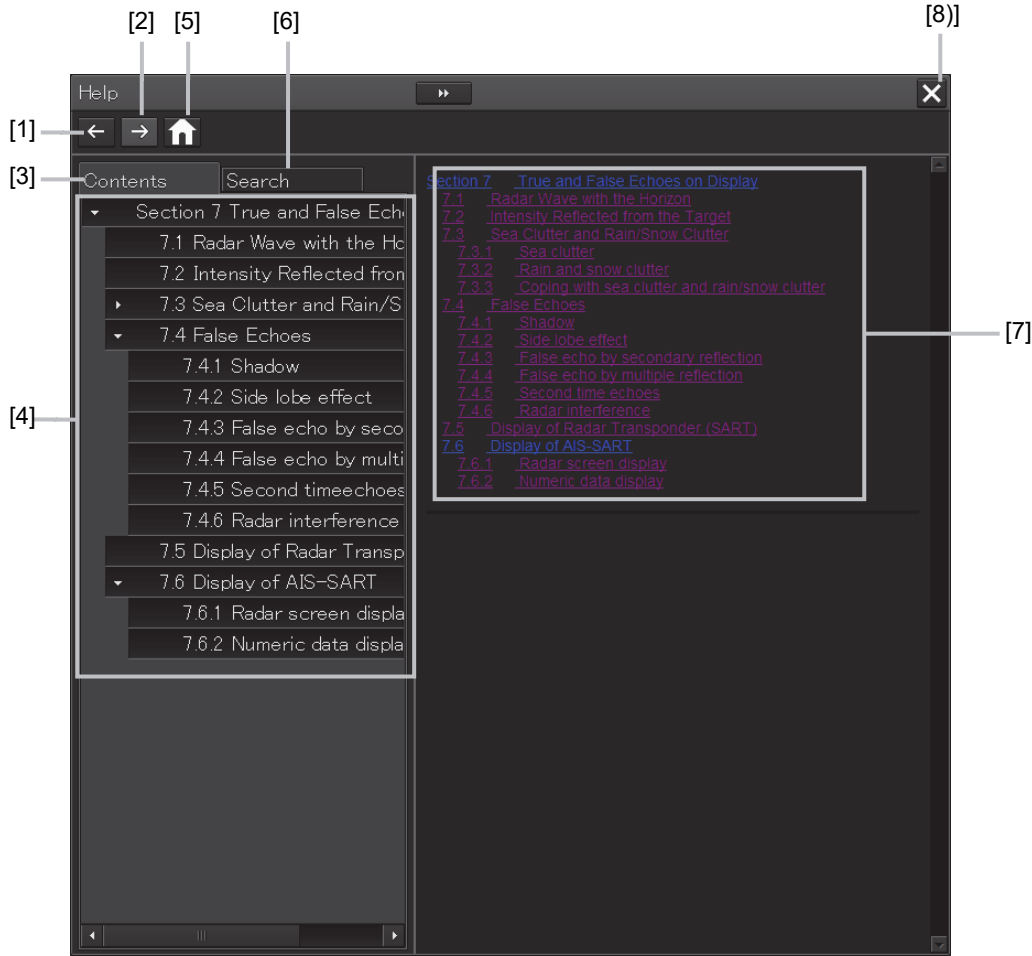 [2] [5] [6] [8)]
Help
[1]
[3]
Contents Search
Section 7 True and False Ech
7.1 Radar Wave with the Hc
7.2 Intensity Reflected fron
7.3 Sea Clutter and Rain/S
7.4 False Echoes
7.4.1 Shadow
7.4.2 Side lobe effect
7.4.3 False echo by seco
[4]
7.4.4 False echo by multi
7.4.5 Second timeechoes
7.4.6 Radar interference
7.5 Display of Radar Transp
7.6 Display of AIS-SART
7.6.1 Radar screen displa
7.6.2 Numeric data displa
Section 7 True and False Echoes on Display
7.1 Radar Wave with the Horizon
7.2 Intensity Reflected from the Target
7.3 Sea Clutter and Rain/Snow Clutter
7.3.1 Sea clutter
7.3.2 Rain and snow clutter
7.3.3 Coping with sea clutter and rain/snow clutter
7.4 False Echoes
7.4.1 Shadow
7.4.2 Side lobe effect
7.4.3 False echo by secondary reflection
7.4.4 False echo by multiple reflection
7.4.5 Second time echoes
7.4.6 Radar interference
7.5 Display of Radar Transponder (SART)
7.6 Display of AIS-SART
7.6.1 Radar screen display
7.6.2 Numeric data display
[7]